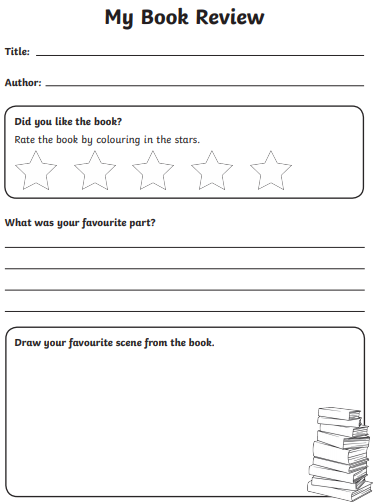 My Book Review
Title:
Author:
Did you like the book?
Rate the book by colouring in the stars.
What was your favourite part?
Draw your favourite scene from the book.